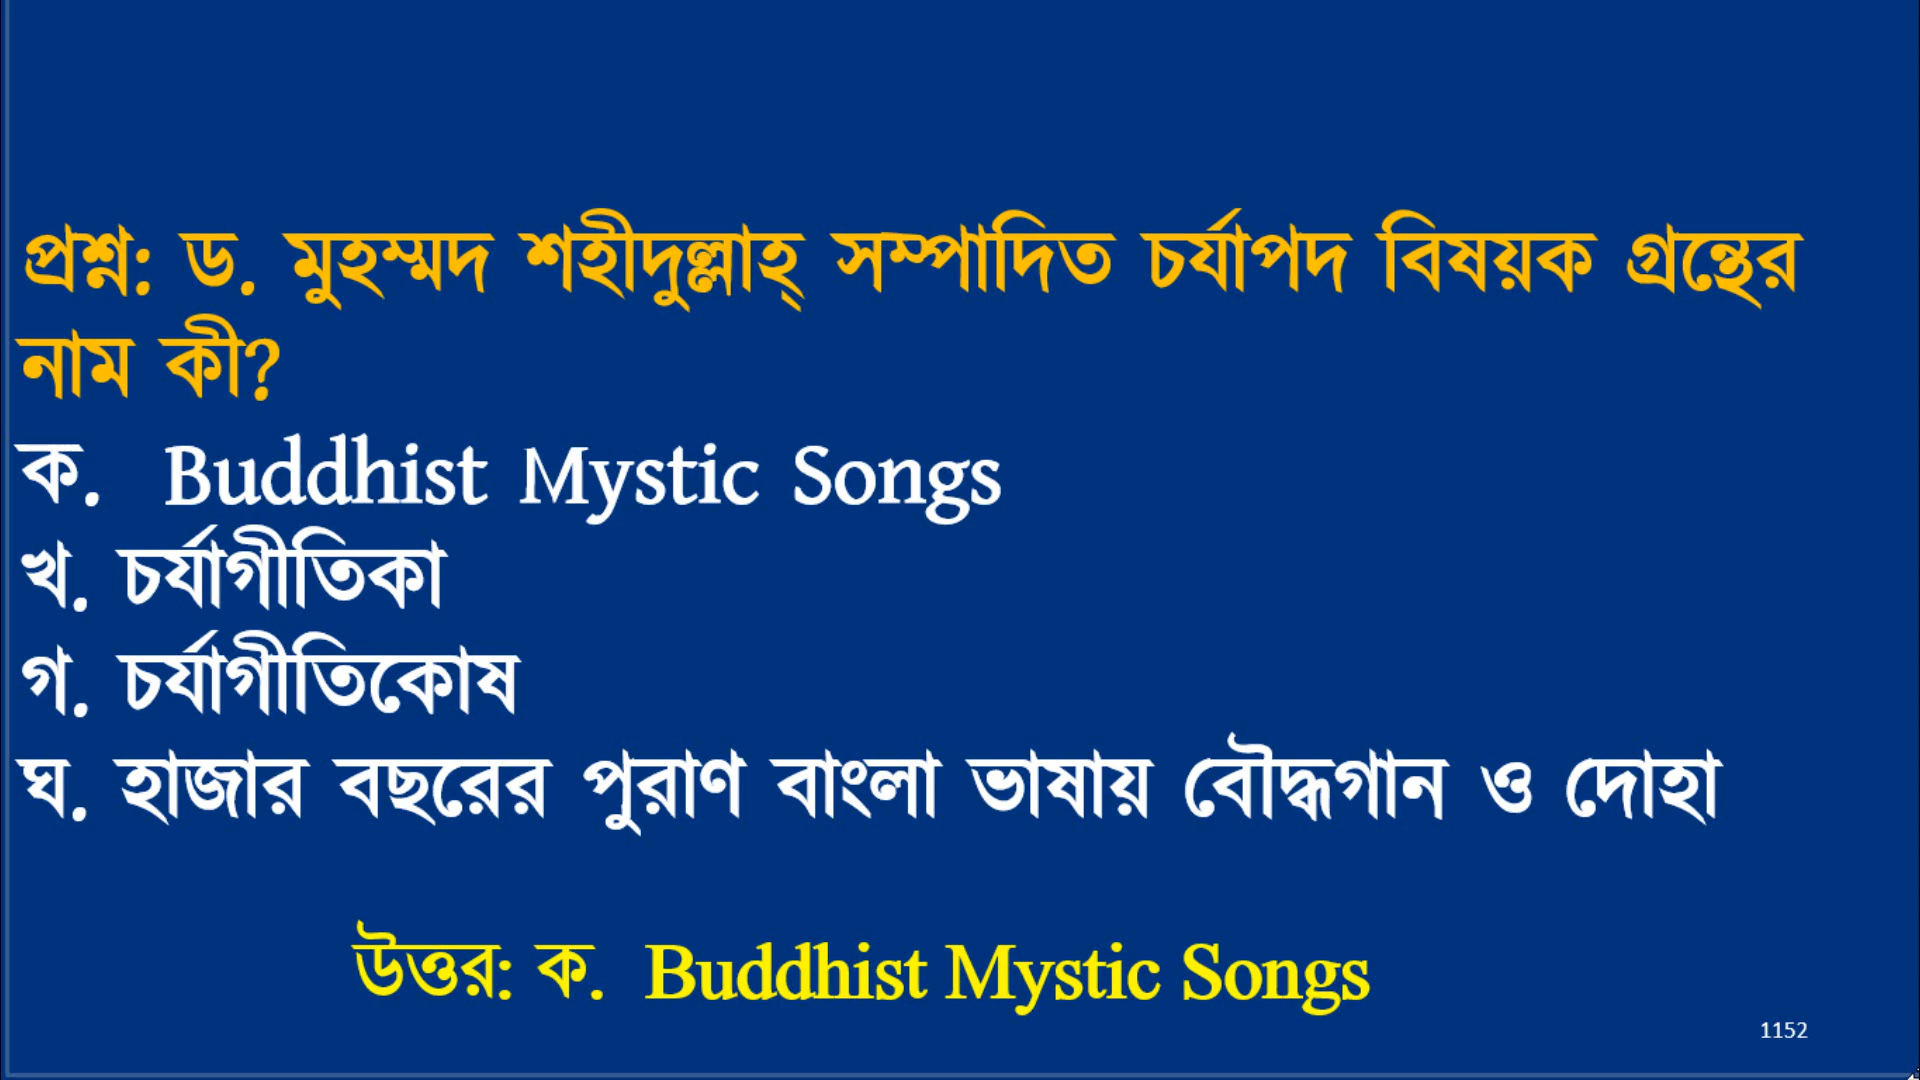 প্রশ্ন: ড. মুহম্মদ শহীদুল্লাহ্ সম্পাদিত চর্যাপদ বিষয়ক গ্রন্থের
নাম কী?
ক. Buddhist Mystic Songs
খ. চর্যাগীতিকা
গ. চর্যাগীতিকোষ
ঘ. হাজার বছরের পুরাণ বাংলা ভাষায় বৌদ্ধগান ও দোহা
উত্তর: ক. Buddhist Mystic Songs
1152